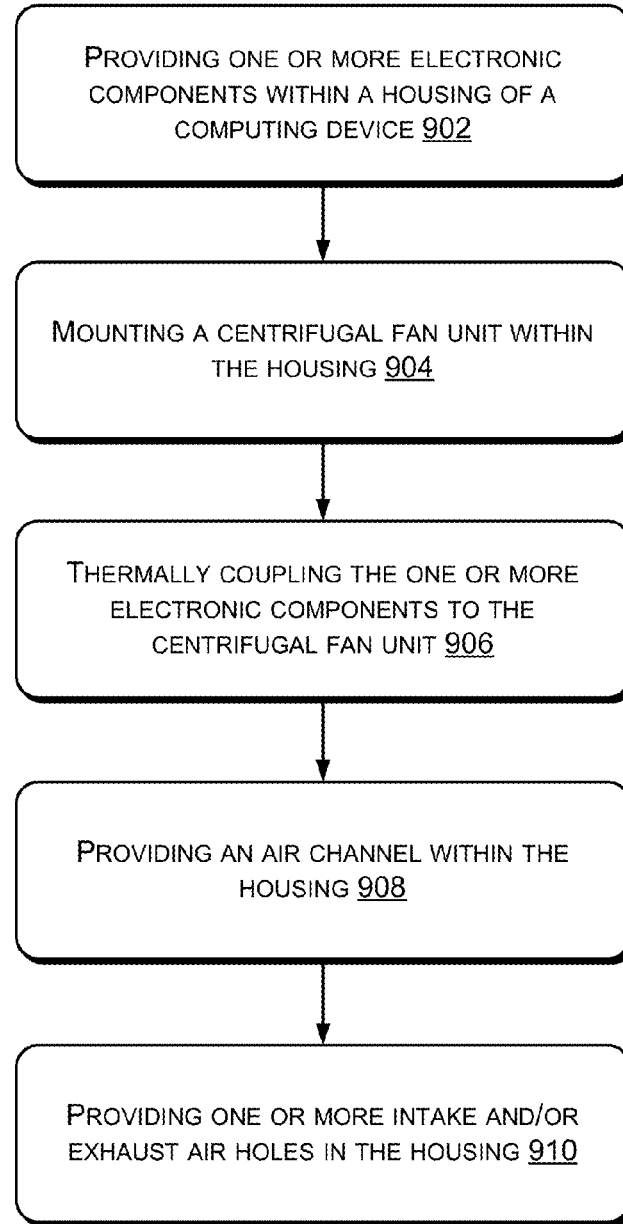 PROVIDING ONE OR MORE ELECTRONIC
COMPONENTS WITHIN A HOUSING OF A
COMPUTING DEVICE 902
MOUNTING A CENTRIFUGAL FAN UNIT WITHIN
THE HOUSING 904
THERMALLY COUPLING THE ONE OR MORE
ELECTRONIC COMPONENTS TO THE
CENTRIFUGAL FAN UNIT 906
PROVIDING AN AIR CHANNEL WITHIN THE
HOUSING 908
PROVIDING ONE OR MORE INTAKE AND/OR
EXHAUST AIR HOLES IN THE HOUSING 910